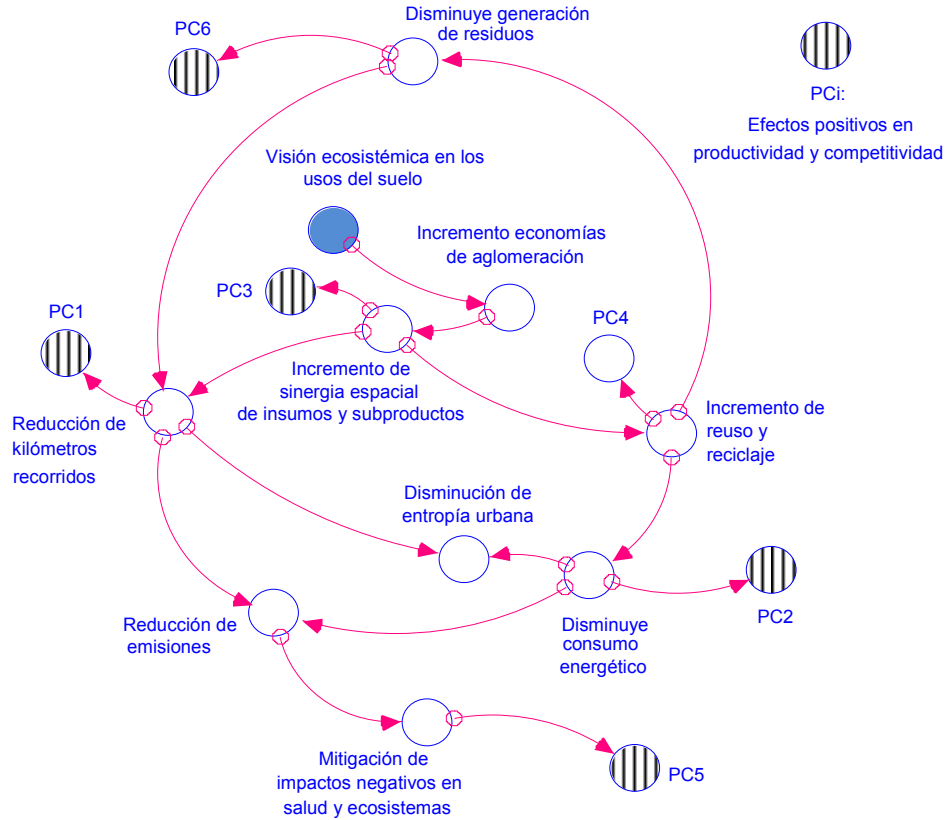 Disminuye generación
de residuos
PC6
PCi:
Efectos positivos en
productividad y competitividad
Visión ecosistémica en los
usos del suelo
Incremento economías
de aglomeración
PC3
PC1
PC4
Incremento de
sinergia espacial
de insumos y subproductos
Reducción de
kilómetros
recorridos
Incremento de
reuso y
reciclaje
Disminución de
entropía urbana
PC2
Reducción de
emisiones
Disminuye
consumo
energético
Mitigación de
impactos negativos en
salud y ecosistemas
PC5